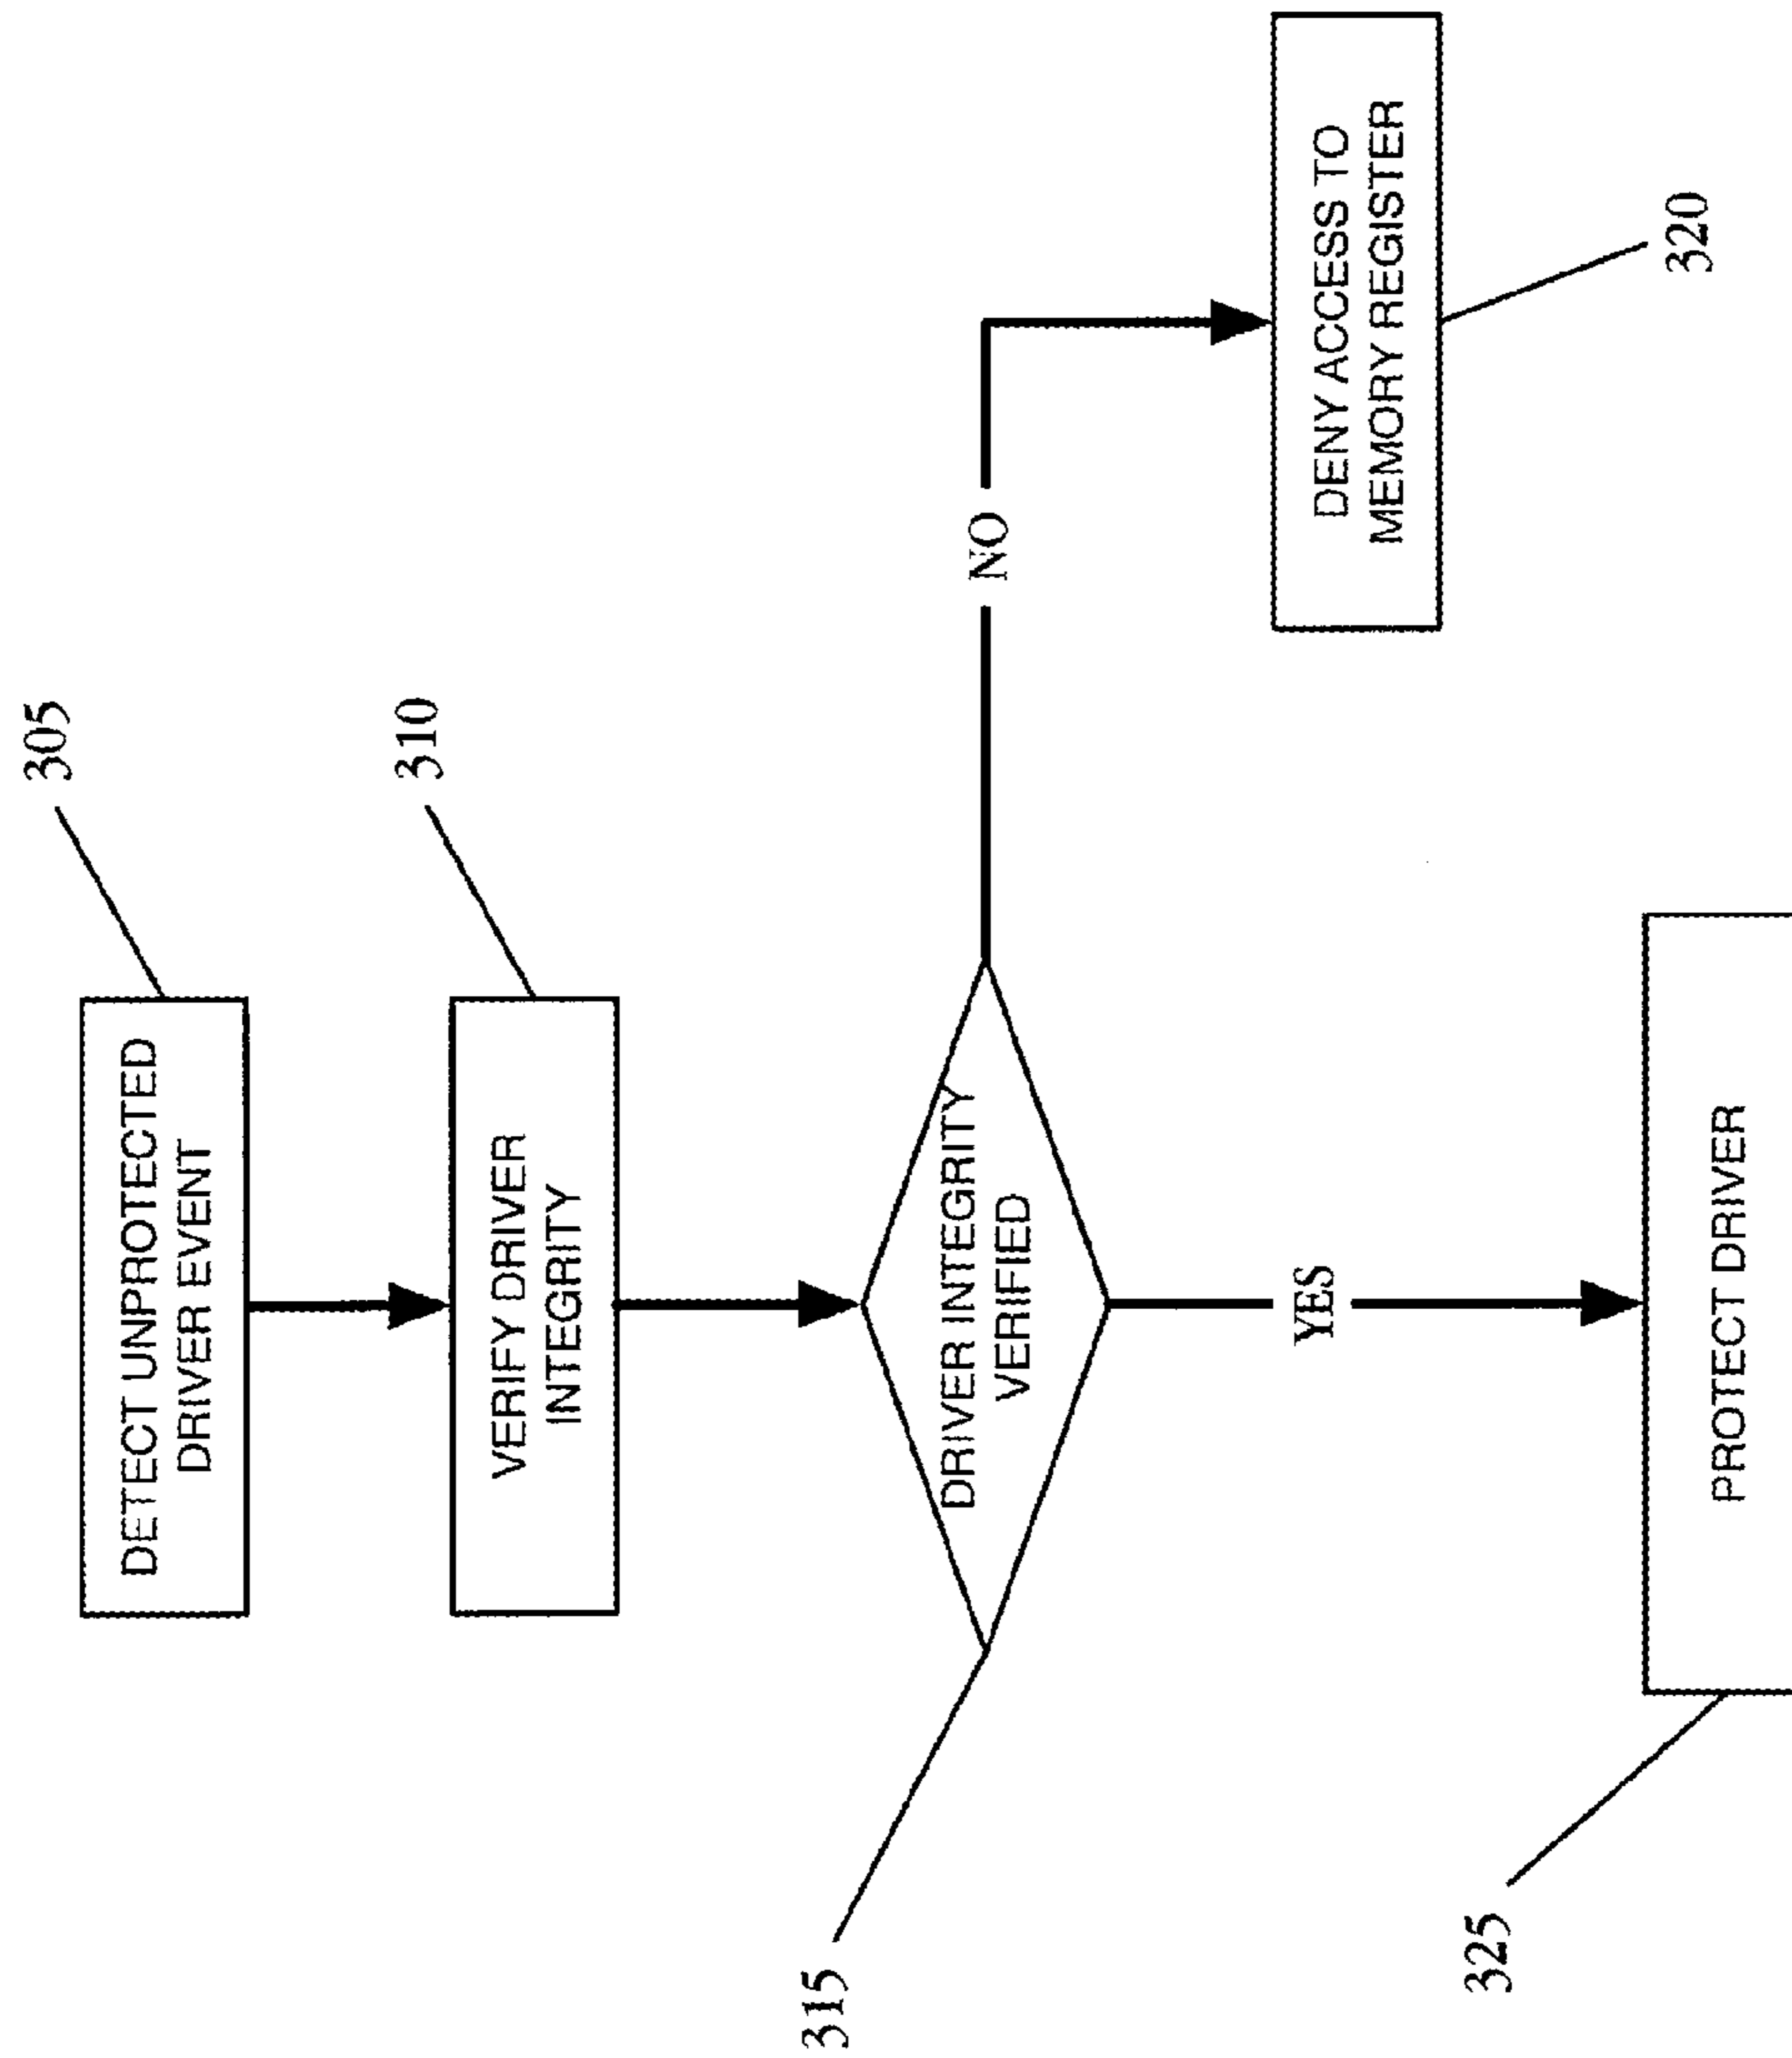 305
DETECT UNPROTECTED
DRIVER EVENT
310
VERIFY DRIVER
INTEGRITY
315
DRIVER INTEGRITY
VERIFIED
NO
DENY ACCESS TO
MEMORY REGISTER
320
YES
325
PROTECT DRIVER